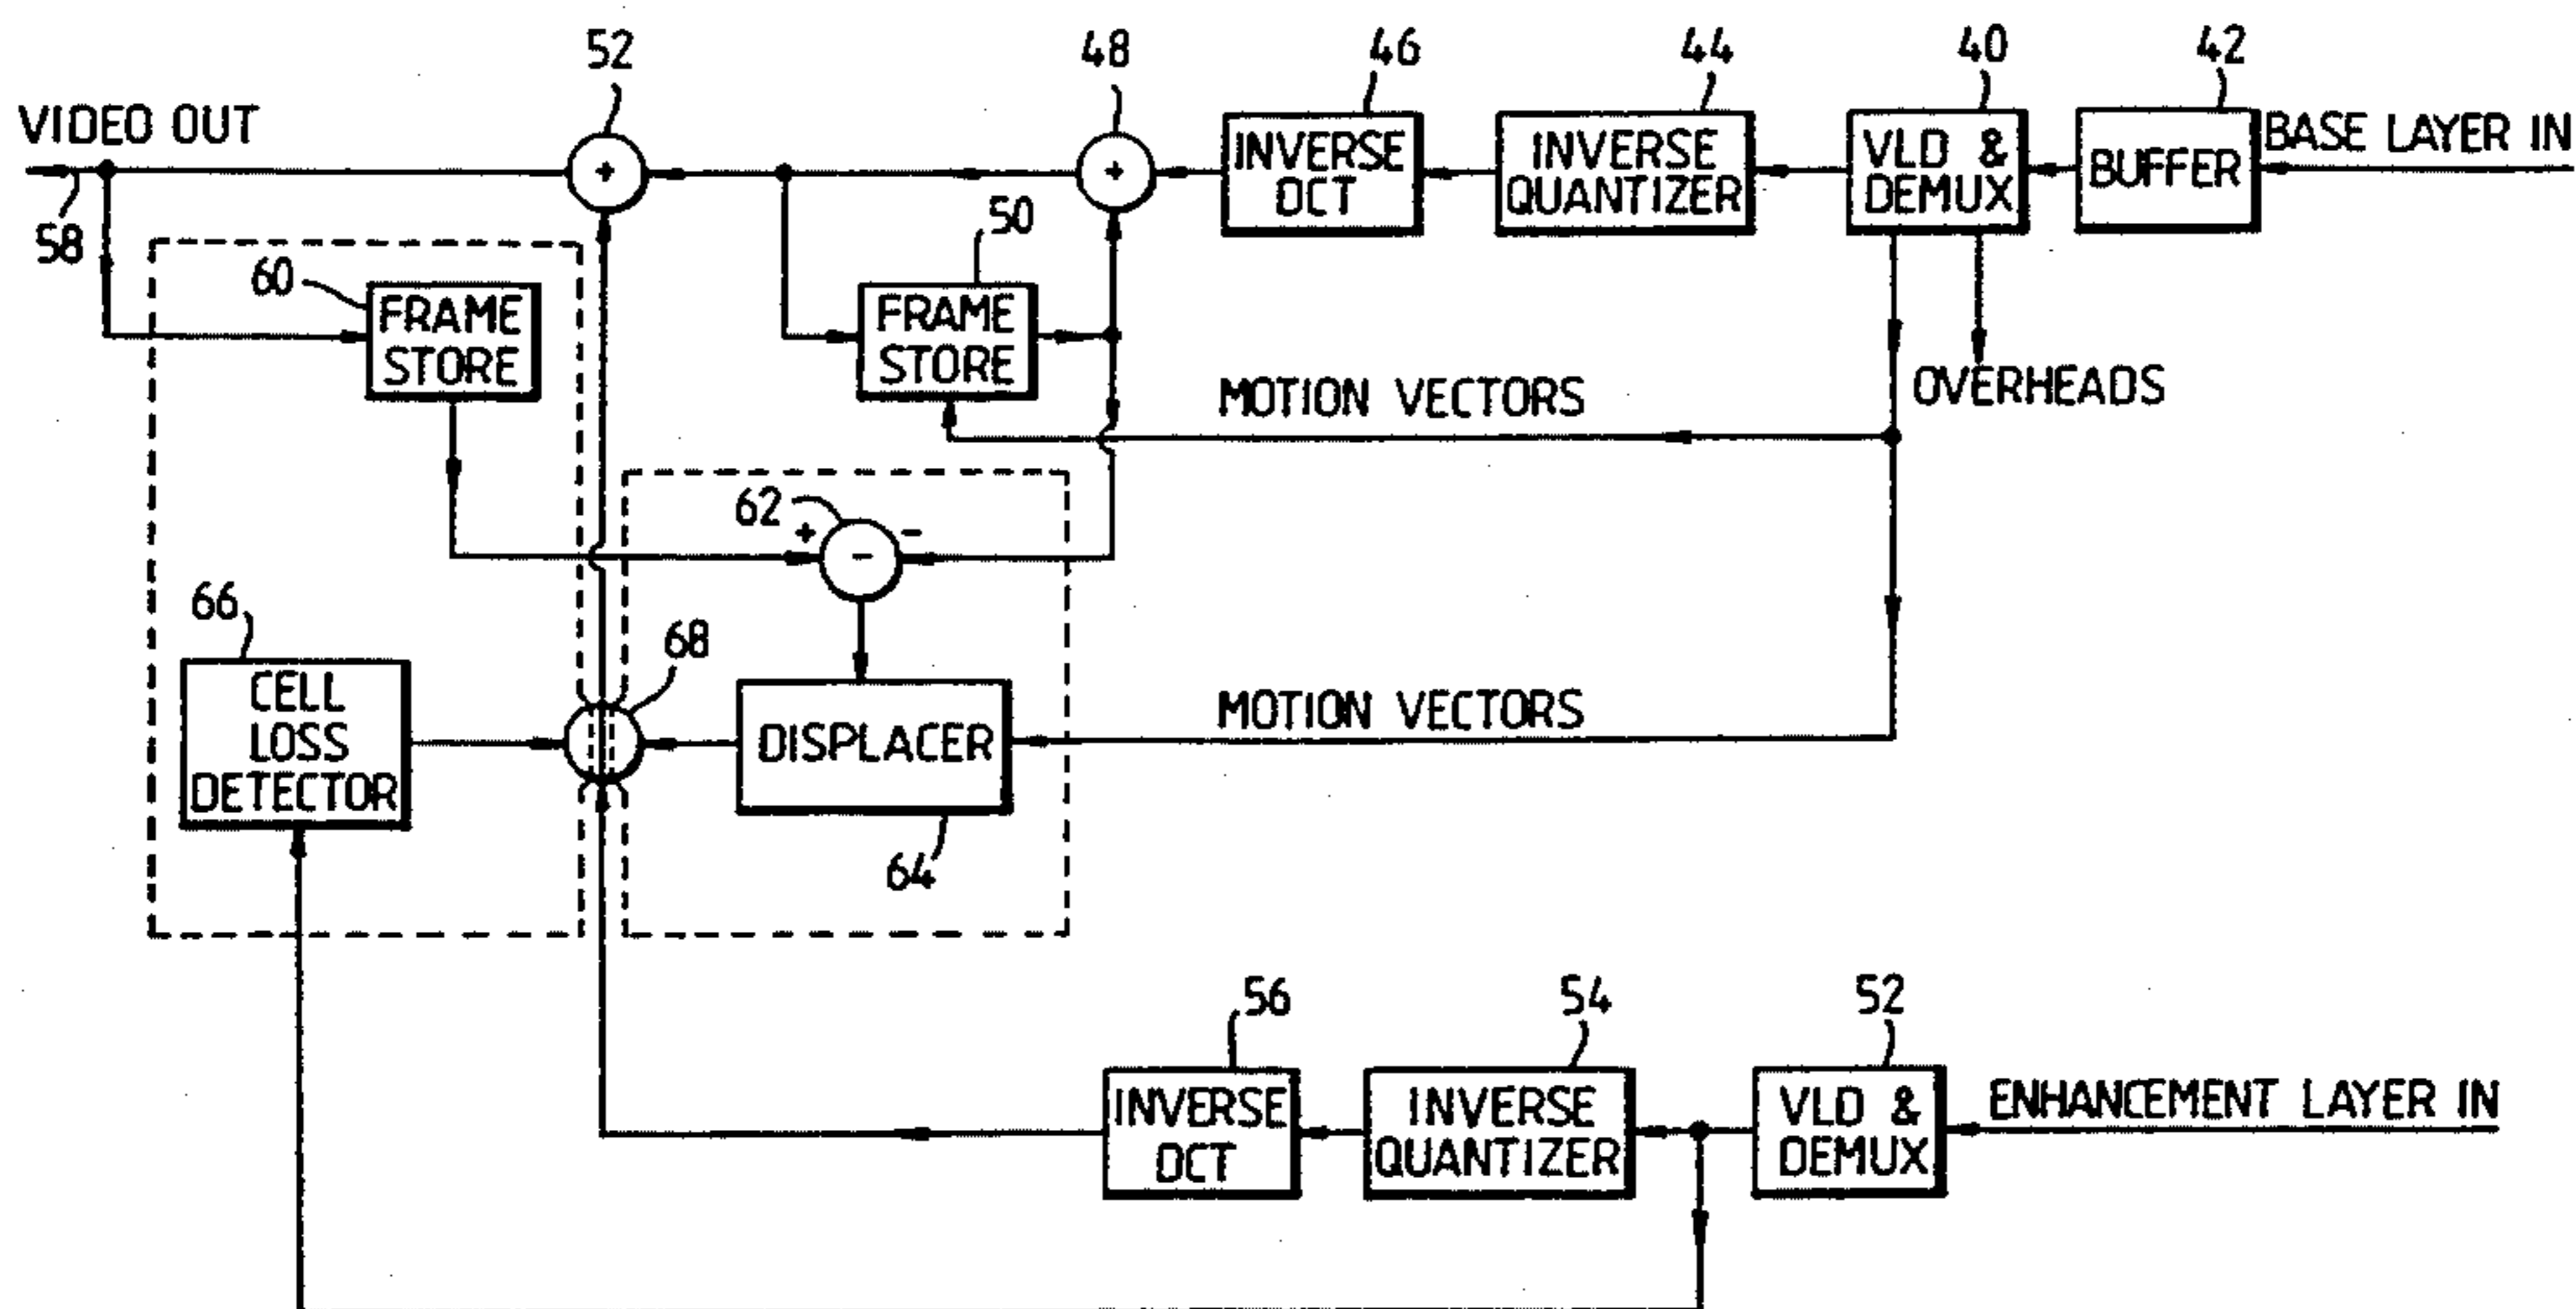 52
48
46
44
40
42
VIDEO OUT
+
+
INVERSE
DCT
INVERSE
QUANTIZER
VLD &
DEMUX
BUFFER
BASE LAYER IN
58
60
FRAME
STORE
50
FRAME
STORE
MOTION VECTORS
OVERHEADS
62
+
-
-
66
CELL
LOSS
DETECTOR
68
DISPLACER
64
MOTION VECTORS
56
INVERSE
DCT
54
INVERSE
QUANTIZER
52
VLD &
DEMUX
ENHANCEMENT LAYER IN